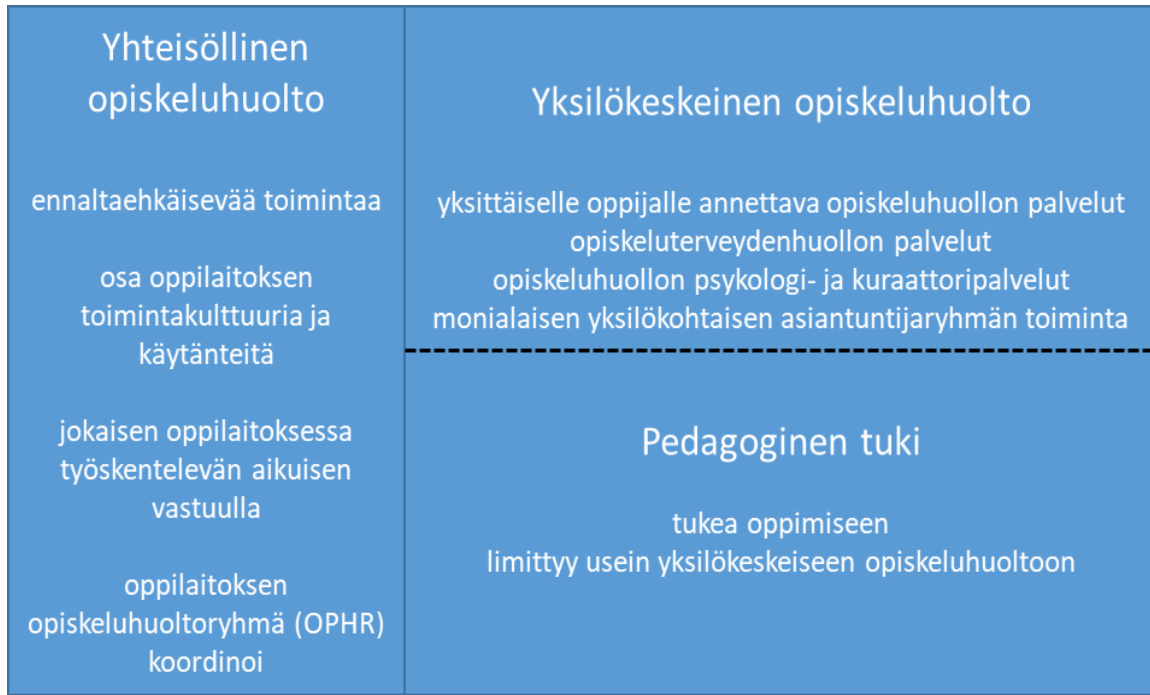 Yhteisöllinen
opiskeluhuolto
ennaltaehkäisevää toimintaa
osa oppilaitoksen
toimintakulttuuria ja
käytänteitä
jokaisen oppilaitoksessa
työskentelevän aikuisen
vastuulla
oppilaitoksen
opiskeluhuoltoryhmä (OPHR)
koordinoi
Yksilökeskeinen opiskeluhuolto
yksittäiselle oppijalle annettava opiskeluhuollon palvelut
opiskeluterveydenhuollon palvelut
opiskeluhuollon psykologi- ja kuraattoripalvelut
monialaisen yksilökohtaisen asiantuntijaryhmän toiminta
Pedagoginen tuki
tukea oppimiseen
limittyy usein yksilökeskeiseen opiskeluhuoltoon